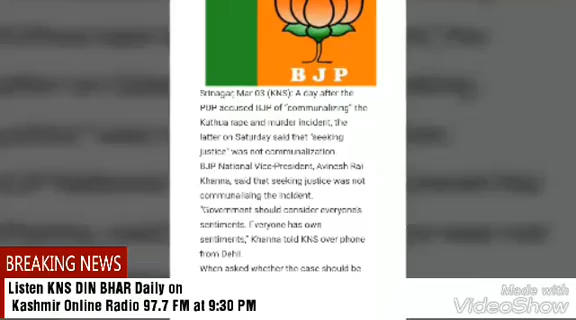 BJP
Srinagar, Mar 03 (KNS): A day after the
PDP accused BJP of "communalizing" the
Kuthua rape and murder incident, the
latter on Saturday said that "seeking
justice" was not communalization.
BJP National Vice-President, Avinesh Rai
Khanna, said that seeking justice was not
communalising the incident.
"Government should consider everyone's
sentiments. Everyone has own
sentiments," Khanna told KNS over phone
from Dehli.
When asked whether the case should be
BREAKING NEWS
Listen KNS DIN BHAR Daily on
Kashmir Online Radio 97.7 FM at 9:30 PM
Made with
VideoShow